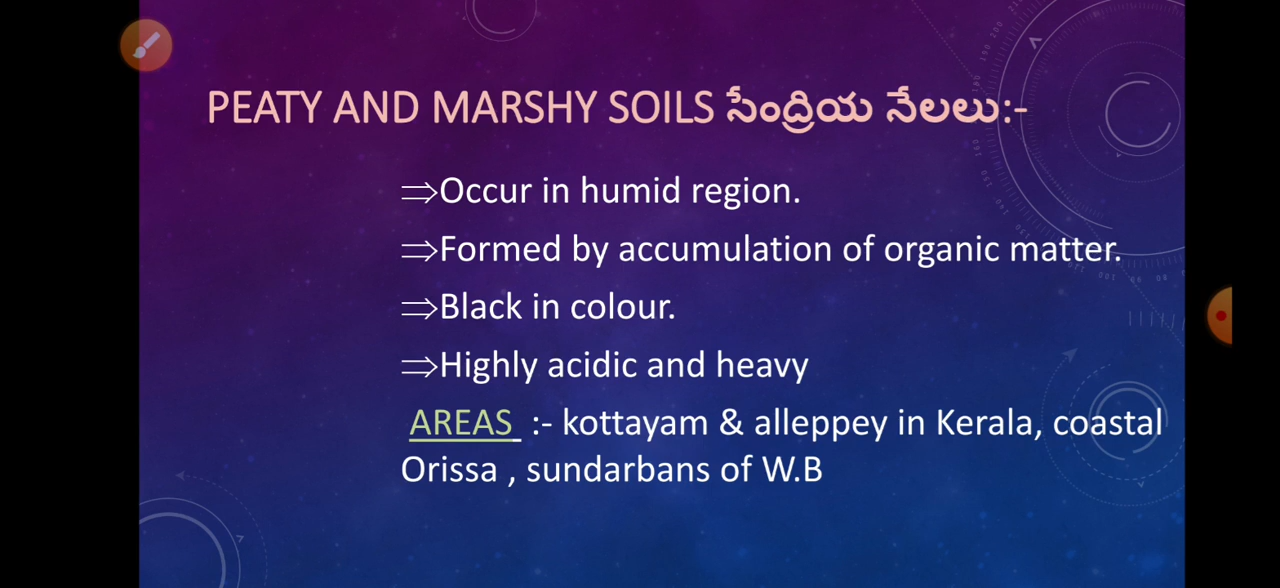 PEATY AND MARSHY SOILS సేంద్రియ నేలలు:-
⇒Occur in humid region.
⇒Formed by accumulation of organic matter.
⇒Black in colour.
⇒Highly acidic and heavy
AREAS :- kottayam & alleppey in Kerala, coastal
Orissa , sundarbans of W.B